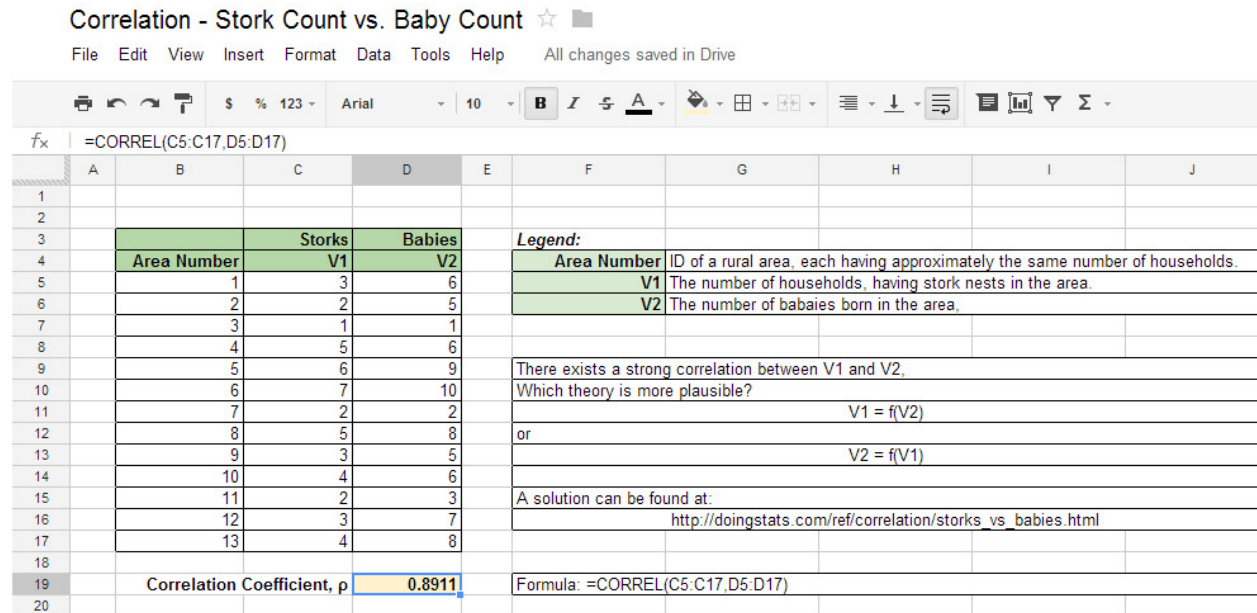 Correlation - Stork Count vs. Baby Count
File Edit View Insert Format Data Tools Help All changes saved in Drive
$ % 123 Arial 10 B I S A Σ
fx =CORREL(C5:C17,D5:D17)
A B C D E F G H I J
1
2
3 Storks Babies Legend:
4 Area Number V1 V2 Area Number ID of a rural area, each having approximately the same number of households.
5 1 3 6 V1 The number of households, having stork nests in the area.
6 2 2 5 V2 The number of babaies born in the area,
7 3 1 1
8 4 5 6
9 5 6 9 There exists a strong correlation between V1 and V2,
10 6 7 10 Which theory is more plausible?
11 7 2 2 V1 = f(V2)
12 8 5 8 or
13 9 3 5 V2 = f(V1)
14 10 4 6
15 11 2 3 A solution can be found at:
16 12 3 7 http://doingstats.com/ref/correlation/storks_vs_babies.html
17 13 4 8
18
19 Correlation Coefficient, ρ 0.8911 Formula: =CORREL(C5:C17,D5:D17)
20